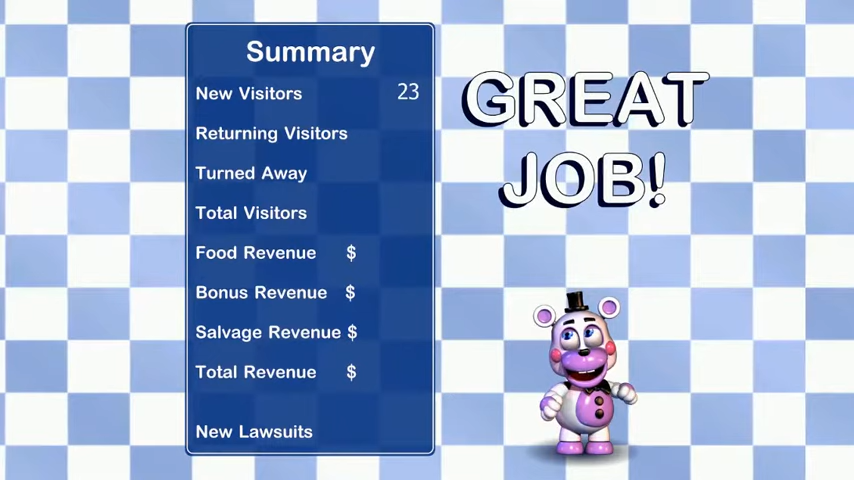 Summary
New Visitors 23
Returning Visitors
Turned Away
Total Visitors
Food Revenue $
Bonus Revenue $
Salvage Revenue $
Total Revenue $
New Lawsuits
GREAT
JOB!